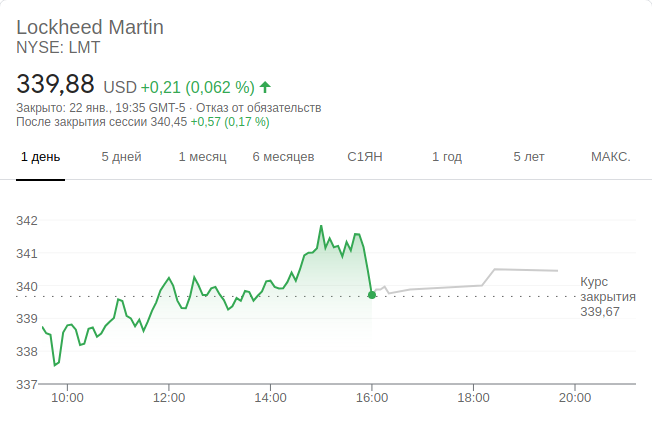 Lockheed Martin
NYSE: LMT
339,88 USD +0,21 (0,062 %)
Закрыто: 22 янв., 19:35 GMT-5 · Отказ от обязательств
После закрытия сессии 340,45 +0,57 (0,17 %)
1 день 5 дней 1 месяц 6 месяцев С1ЯН 1 год 5 лет МАКС.
342
341
340
339
338
337
Курс
закрытия
339,67
10:00 12:00 14:00 16:00 18:00 20:00